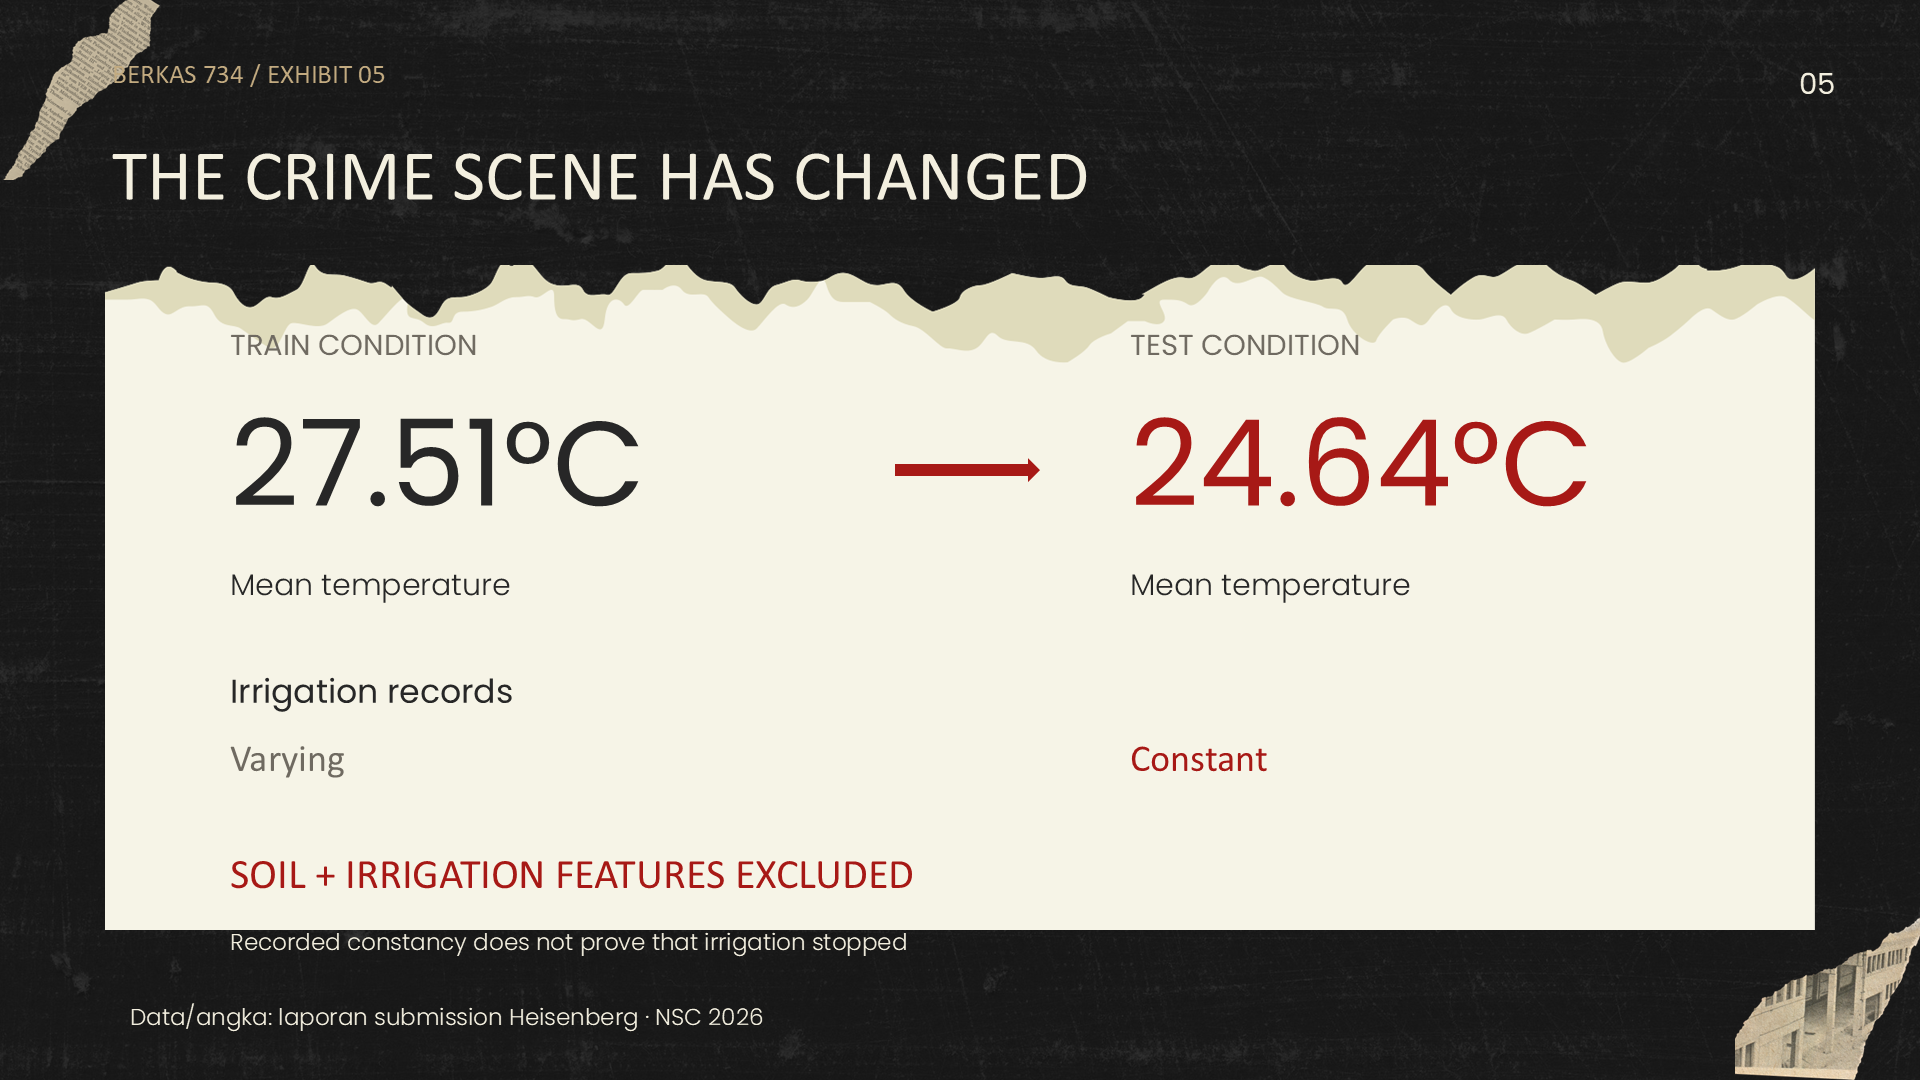 BERKAS 734 / EXHIBIT 05
05
THE CRIME SCENE HAS CHANGED
TRAIN CONDITION
TEST CONDITION
27.51°C
24.64°C
Mean temperature
Mean temperature
Irrigation records
Varying
Constant
SOIL + IRRIGATION FEATURES EXCLUDED
Recorded constancy does not prove that irrigation stopped
Data/angka: laporan submission Heisenberg · NSC 2026